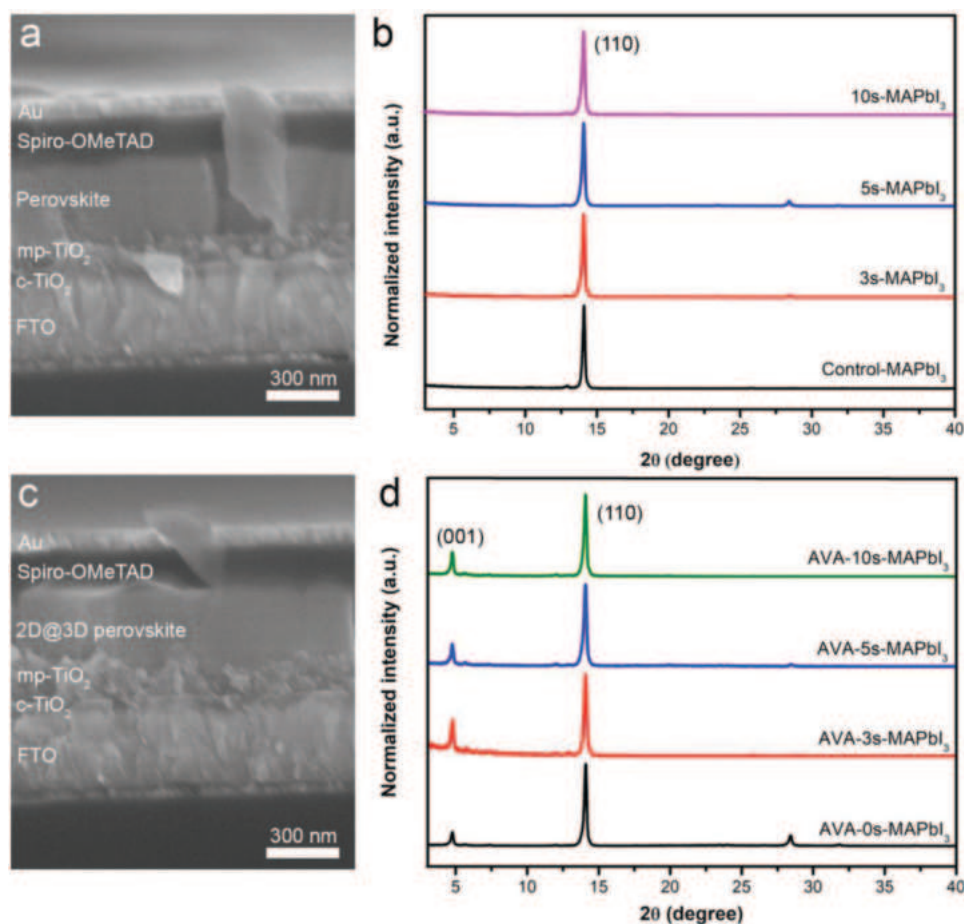 a
Au
Spiro-OMeTAD
Perovskite
mp-TiO₂
c-TiO₂
FTO
300 nm
b
Normalized intensity (a.u.)
(110)
10s-MAPbI₃
5s-MAPbI₃
3s-MAPbI₃
Control-MAPbI₃
5 10 15 20 25 30 35 40
2θ (degree)
c
Au
Spiro-OMeTAD
2D@3D perovskite
mp-TiO₂
c-TiO₂
FTO
300 nm
d
Normalized intensity (a.u.)
(001)
(110)
AVA-10s-MAPbI₃
AVA-5s-MAPbI₃
AVA-3s-MAPbI₃
AVA-0s-MAPbI₃
5 10 15 20 25 30 35 40
2θ (degree)